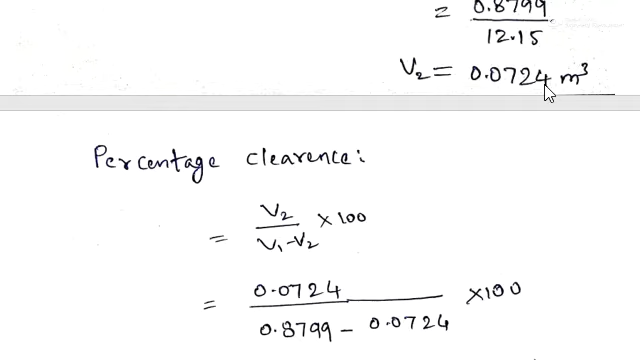 = 0.8799
12.15
V₂ = 0.0724 m³
Percentage clearence:
= V₂ / V₁-V₂ × 100
= 0.0724 / 0.8799 - 0.0724 × 100